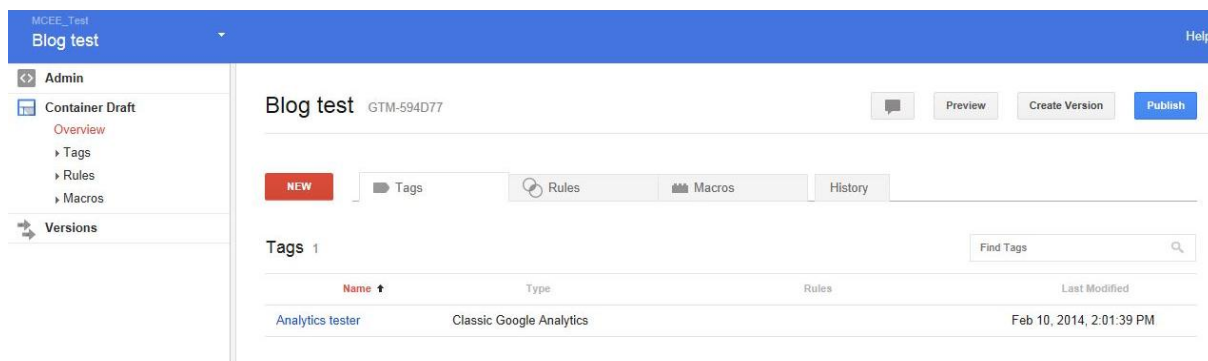 MCEE_Test
Blog test
Help
Admin
Container Draft
Overview
Tags
Rules
Macros
Versions
Blog test GTM-594D77
Preview Create Version Publish
NEW Tags Rules Macros History
Tags 1
Find Tags
Name Type Rules Last Modified
Analytics tester Classic Google Analytics Feb 10, 2014, 2:01:39 PM